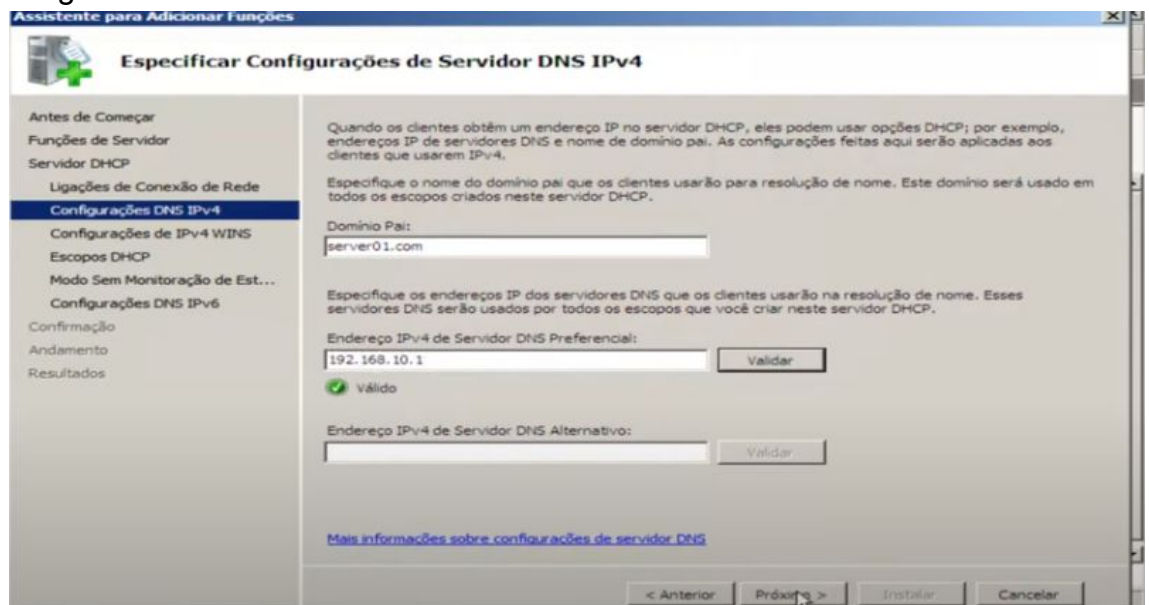 Assistente para Adicionar Funções
Especificar Configurações de Servidor DNS IPv4
Antes de Começar
Funções de Servidor
Servidor DHCP
Ligações de Conexão de Rede
Configurações DNS IPv4
Configurações de IPv4 WINS
Escopos DHCP
Modo Sem Monitoração de Est...
Configurações DNS IPv6
Confirmação
Andamento
Resultados
Quando os clientes obtêm um endereço IP no servidor DHCP, eles podem usar opções DHCP; por exemplo,
endereços IP de servidores DNS e nome de domínio pai. As configurações feitas aqui serão aplicadas aos
clientes que usarem IPv4.
Especifique o nome do domínio pai que os clientes usarão para resolução de nome. Este domínio será usado em
todos os escopos criados neste servidor DHCP.
Domínio Pai:
server01.com
Especifique os endereços IP dos servidores DNS que os clientes usarão na resolução de nome. Esses
servidores DNS serão usados por todos os escopos que você criar neste servidor DHCP.
Endereço IPv4 de Servidor DNS Preferencial:
192.168.10.1
Validar
Válido
Endereço IPv4 de Servidor DNS Alternativo:
Validar
Mais informações sobre configurações de servidor DNS
< Anterior
Próximo >
Instalar
Cancelar